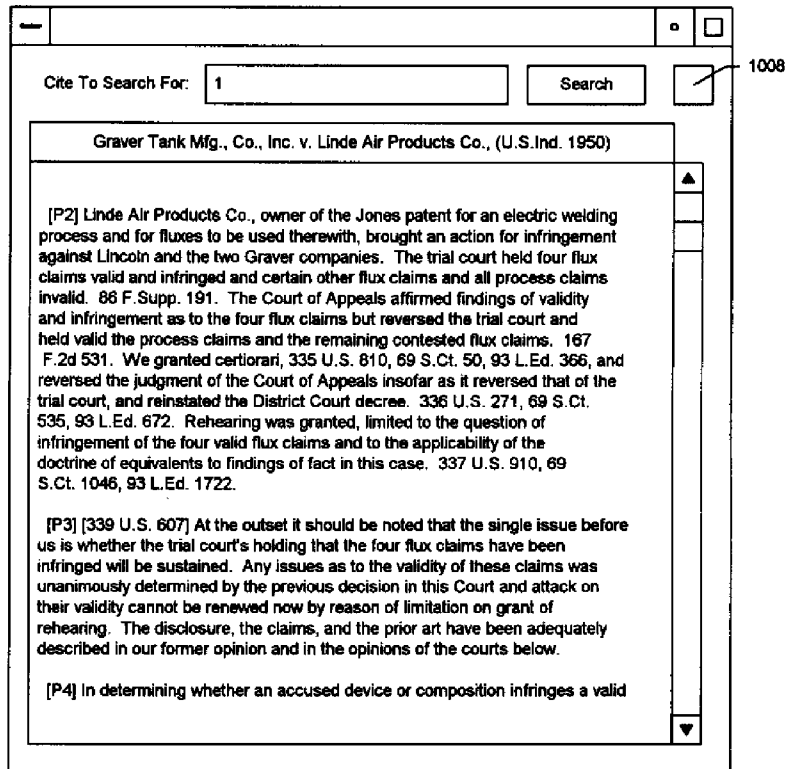 Cite To Search For: 1 Search 1008
Graver Tank Mfg., Co., Inc. v. Linde Air Products Co., (U.S.Ind. 1950)
[P2] Linde Air Products Co., owner of the Jones patent for an electric welding
process and for fluxes to be used therewith, brought an action for infringement
against Lincoln and the two Graver companies. The trial court held four flux
claims valid and infringed and certain other flux claims and all process claims
invalid. 86 F.Supp. 191. The Court of Appeals affirmed findings of validity
and infringement as to the four flux claims but reversed the trial court and
held valid the process claims and the remaining contested flux claims. 167
F.2d 531. We granted certiorari, 335 U.S. 810, 69 S.Ct. 50, 93 L.Ed. 366, and
reversed the judgment of the Court of Appeals insofar as it reversed that of the
trial court, and reinstated the District Court decree. 336 U.S. 271, 69 S.Ct.
535, 93 L.Ed. 672. Rehearing was granted, limited to the question of
infringement of the four valid flux claims and to the applicability of the
doctrine of equivalents to findings of fact in this case. 337 U.S. 910, 69
S.Ct. 1046, 93 L.Ed. 1722.
[P3] [339 U.S. 607] At the outset it should be noted that the single issue before
us is whether the trial court's holding that the four flux claims have been
infringed will be sustained. Any issues as to the validity of these claims was
unanimously determined by the previous decision in this Court and attack on
their validity cannot be renewed now by reason of limitation on grant of
rehearing. The disclosure, the claims, and the prior art have been adequately
described in our former opinion and in the opinions of the courts below.
[P4] In determining whether an accused device or composition infringes a valid